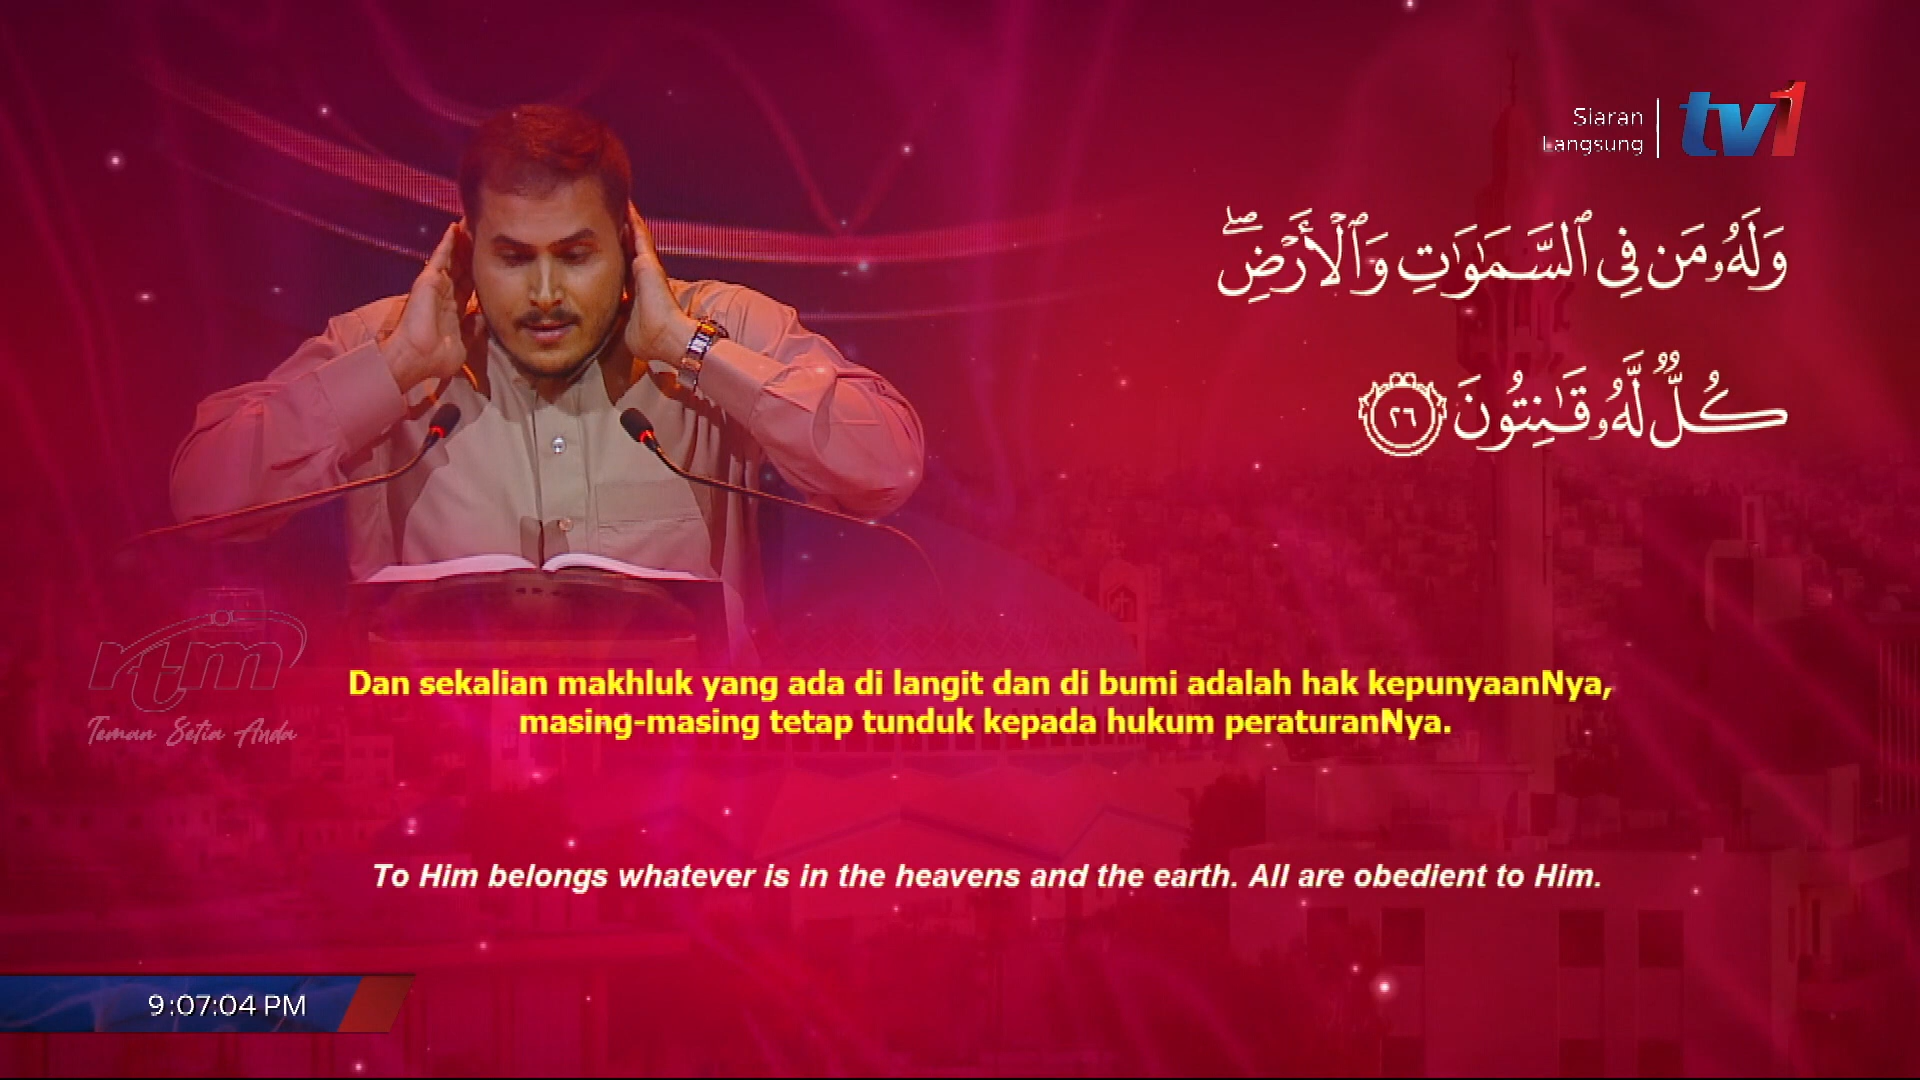 Siaran
Langsung
tv1
وَلَهُۥ مَن فِى ٱلسَّمَٰوَٰتِ وَٱلْأَرْضِ ۖ
كُلٌّ لَّهُۥ قَٰنِتُونَ ٢٦
rtm
Teman Setia Anda
Dan sekalian makhluk yang ada di langit dan di bumi adalah hak kepunyaanNya,
masing-masing tetap tunduk kepada hukum peraturanNya.
To Him belongs whatever is in the heavens and the earth. All are obedient to Him.
9:07:04 PM